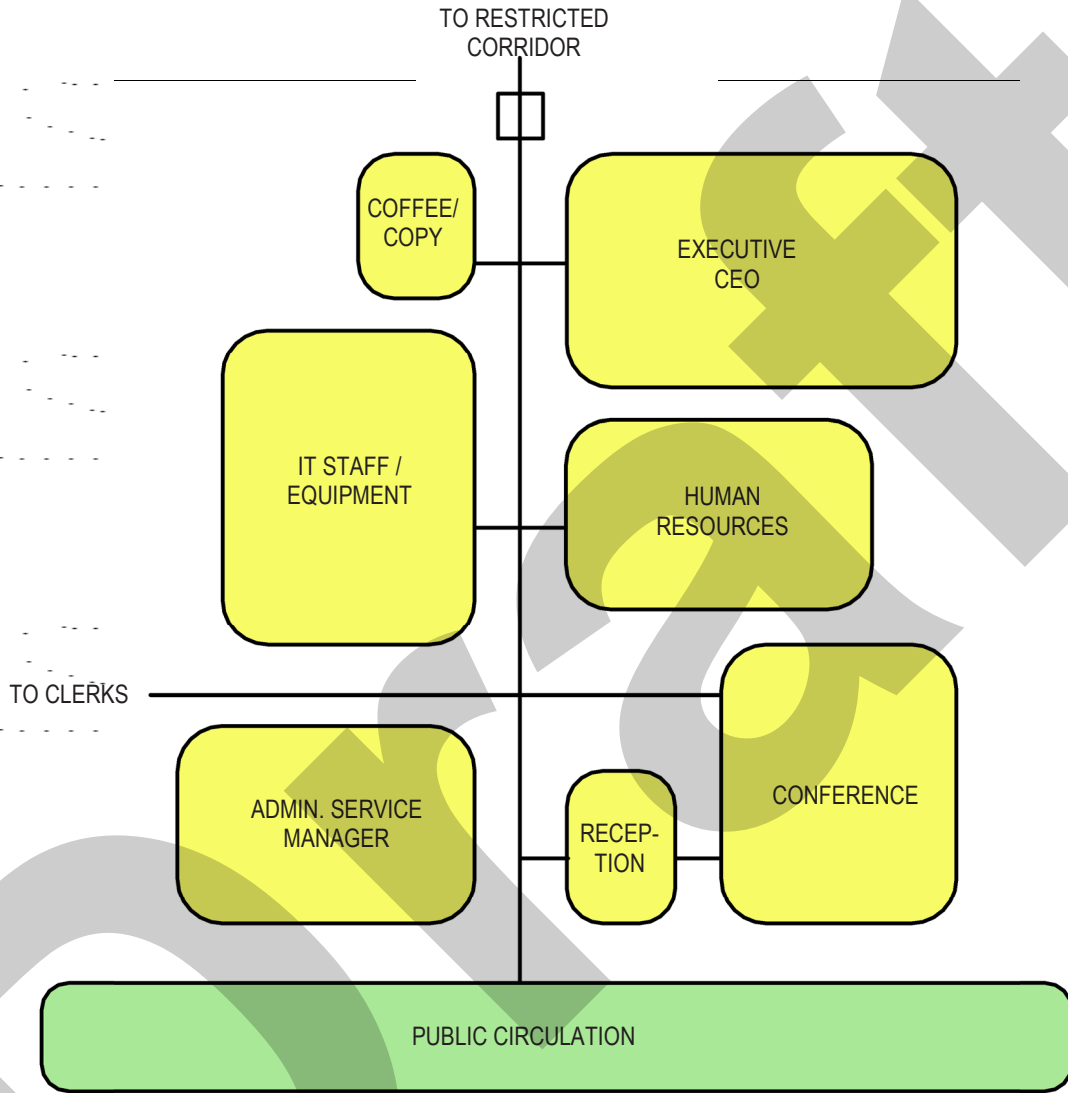 TO RESTRICTED
CORRIDOR
COFFEE/
COPY
EXECUTIVE
CEO
IT STAFF /
EQUIPMENT
HUMAN
RESOURCES
TO CLERKS
ADMIN. SERVICE
MANAGER
RECEP-
TION
CONFERENCE
PUBLIC CIRCULATION
Draft